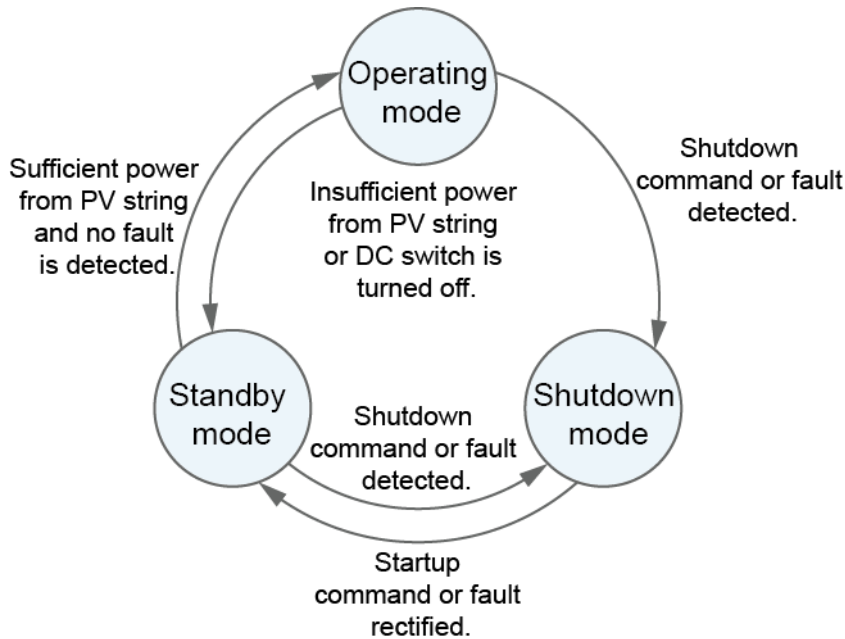 Operating
mode
Sufficient power
from PV string
and no fault
is detected.
Insufficient power
from PV string
or DC switch is
turned off.
Shutdown
command or fault
detected.
Standby
mode
Shutdown
command or fault
detected.
Shutdown
mode
Startup
command or fault
rectified.